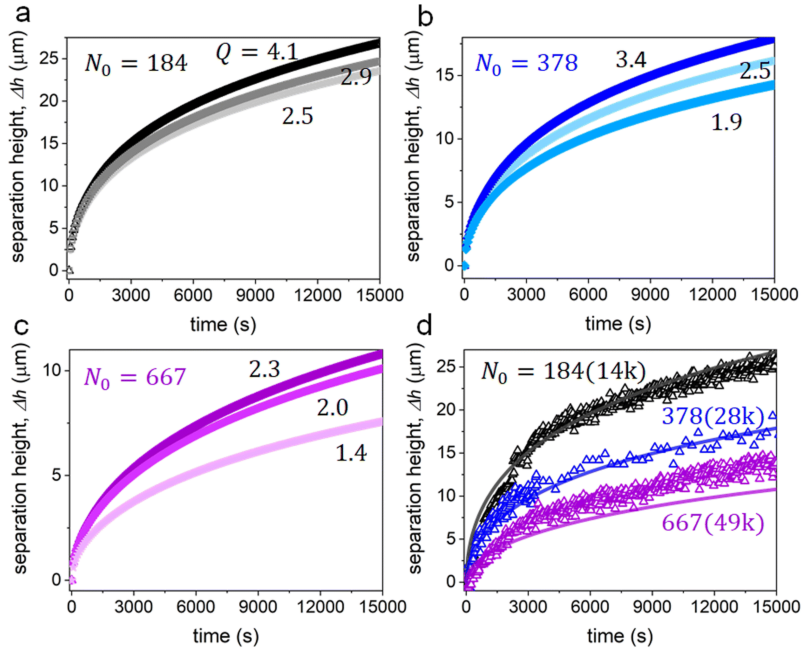 a
separation height, Δh (μm)
25
20
15
10
5
0
N₀ = 184
Q = 4.1
2.9
2.5
0 3000 6000 9000 12000 15000
time (s)
b
separation height, Δh (μm)
15
10
5
0
N₀ = 378
3.4
2.5
1.9
0 3000 6000 9000 12000 15000
time (s)
c
separation height, Δh (μm)
10
5
0
N₀ = 667
2.3
2.0
1.4
0 3000 6000 9000 12000 15000
time (s)
d
separation height, Δh (μm)
25
20
15
10
5
0
N₀ = 184(14k)
378(28k)
667(49k)
0 3000 6000 9000 12000 15000
time (s)